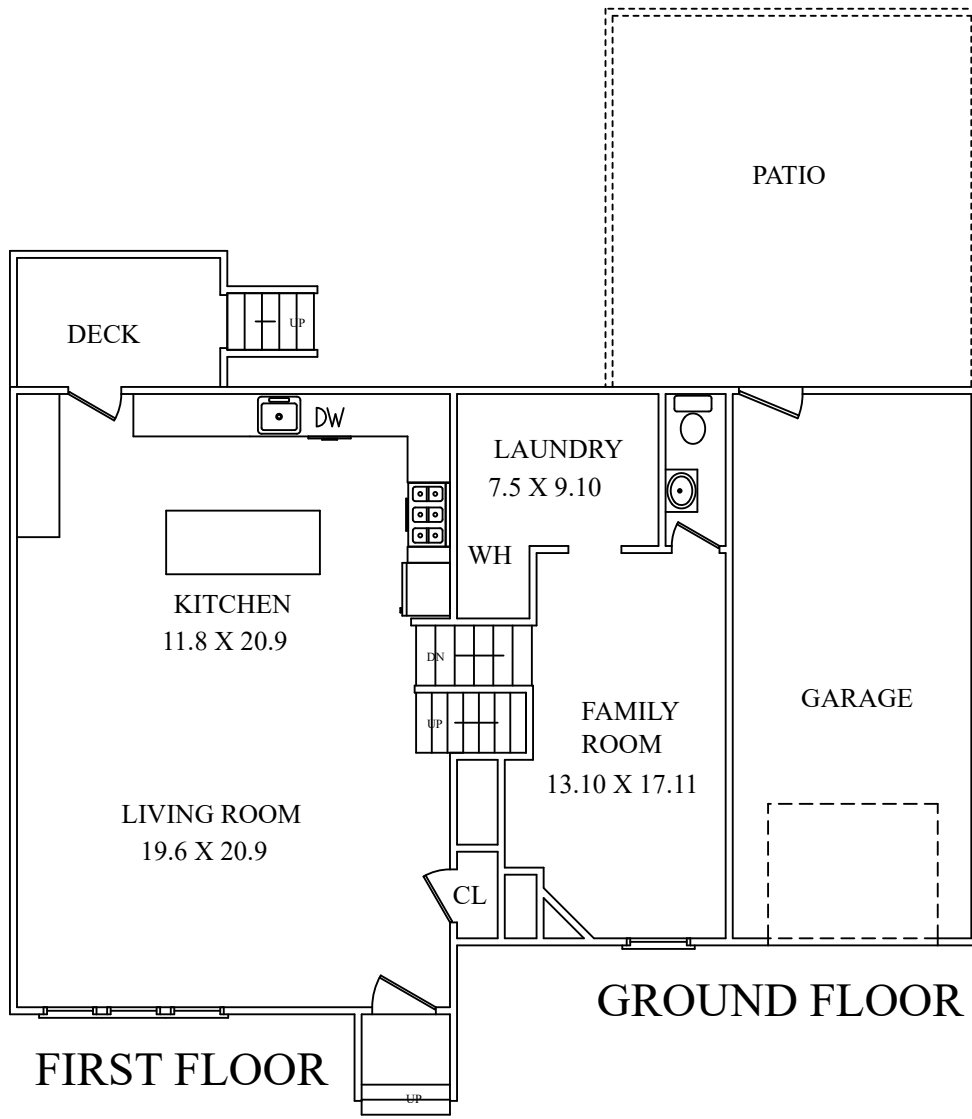 PATIO
DECK
UP
DW
LAUNDRY
7.5 X 9.10
WH
KITCHEN
11.8 X 20.9
DN
UP
FAMILY
ROOM
13.10 X 17.11
GARAGE
LIVING ROOM
19.6 X 20.9
CL
GROUND FLOOR
FIRST FLOOR
UP